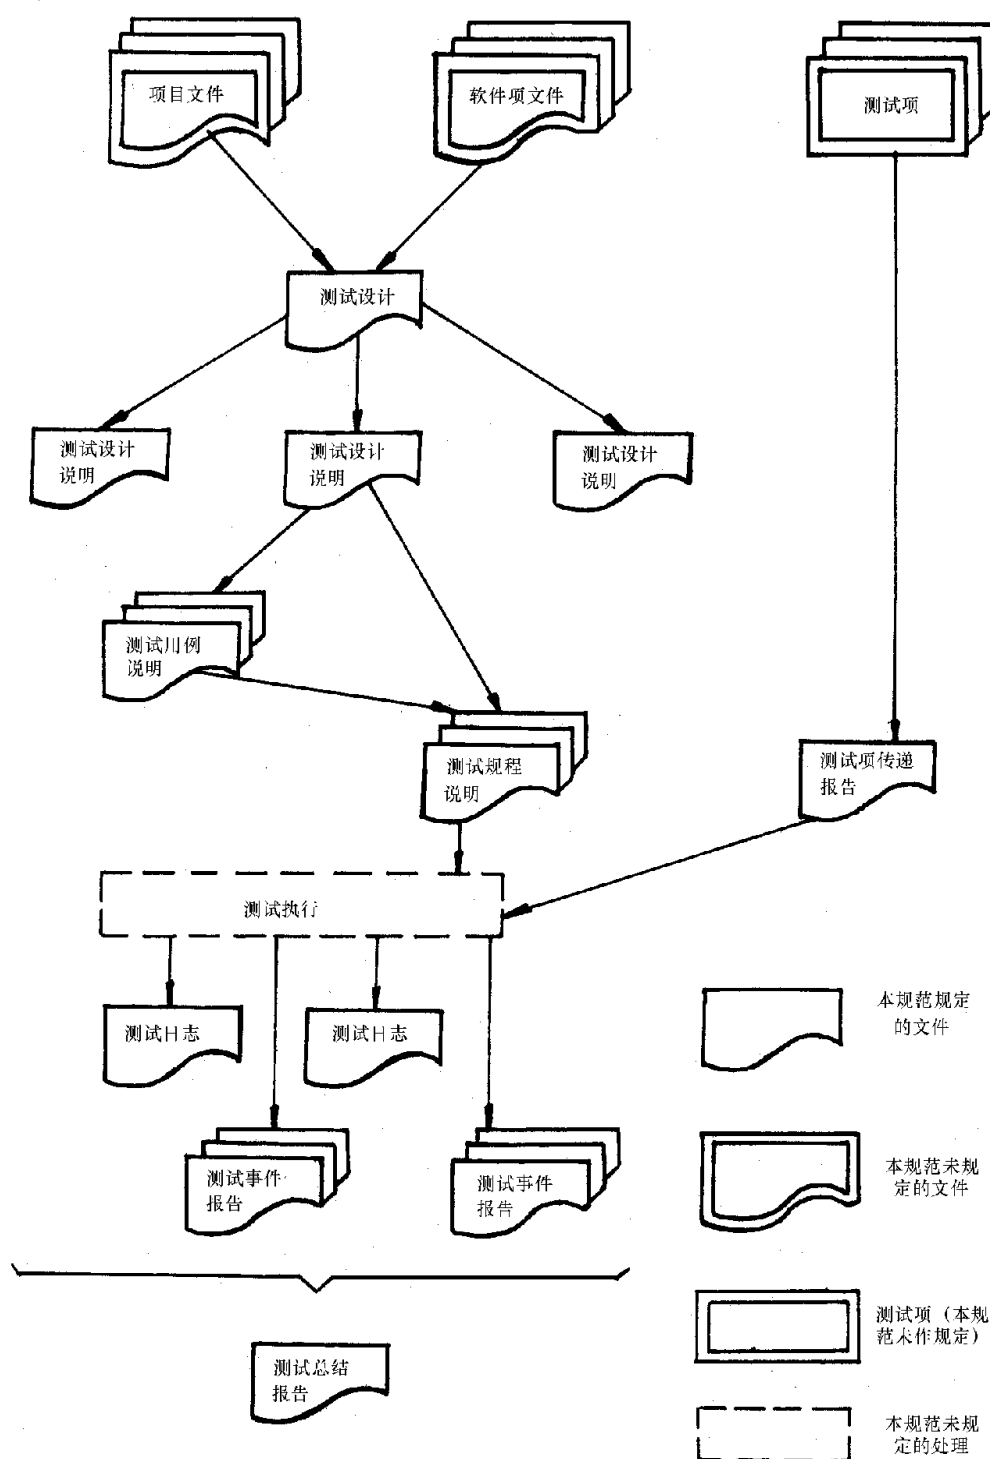 项目文件
软件项文件
测试项
测试设计
测试设计
说明
测试设计
说明
测试设计
说明
测试用例
说明
测试规程
说明
测试项传递
报告
测试执行
测试日志
测试日志
测试事件
报告
测试事件
报告
测试总结
报告
本规范规定
的文件
本规范未规
定的文件
测试项（本规
范未作规定）
本规范未规
定的处理